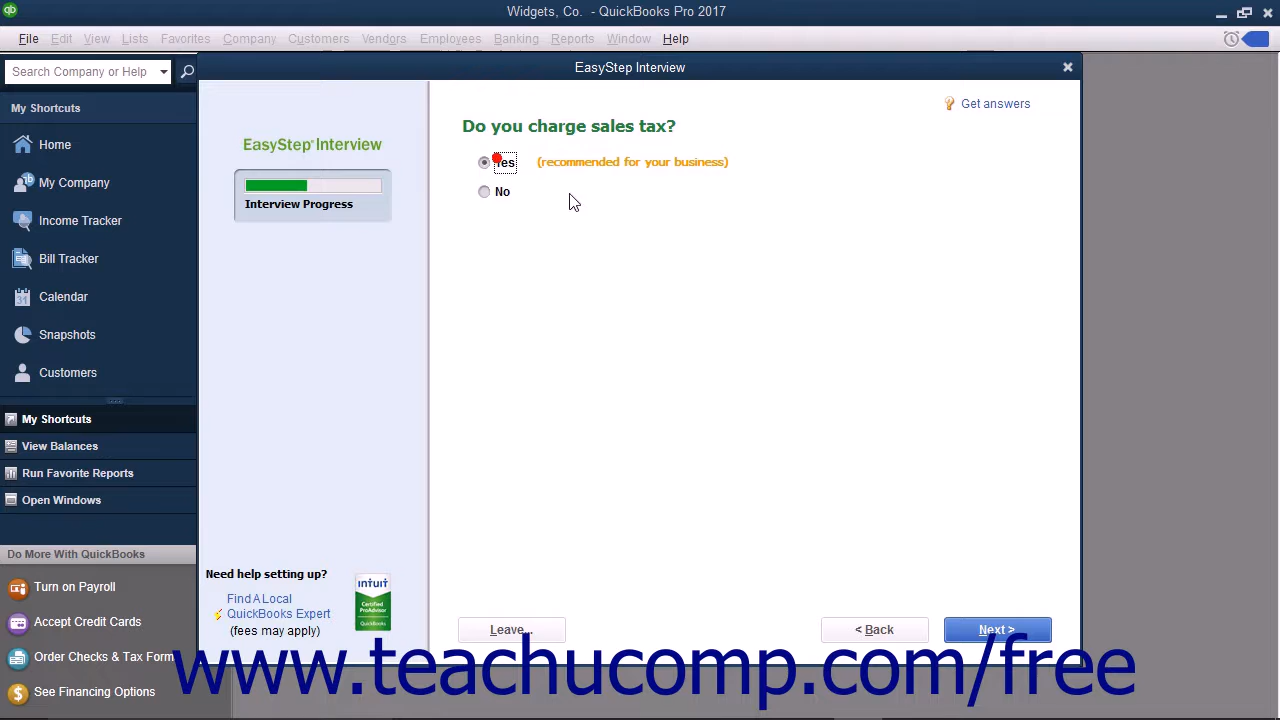 Widgets, Co. - QuickBooks Pro 2017
File Edit View Lists Favorites Company Customers Vendors Employees Banking Reports Window Help
Search Company or Help
EasyStep Interview
My Shortcuts
Home
My Company
Income Tracker
Bill Tracker
31
Calendar
Snapshots
Customers
My Shortcuts
View Balances
Run Favorite Reports
Open Windows
Do More With QuickBooks
Turn on Payroll
Accept Credit Cards
Order Checks & Tax Form
See Financing Options
EasyStep Interview
Interview Progress
Need help setting up?
Find A Local
QuickBooks Expert
(fees may apply)
intuit
Certified
ProAdvisor
QuickBooks
Get answers
Do you charge sales tax?
Yes (recommended for your business)
No
Leave...
< Back
Next >
www.teachucomp.com/free